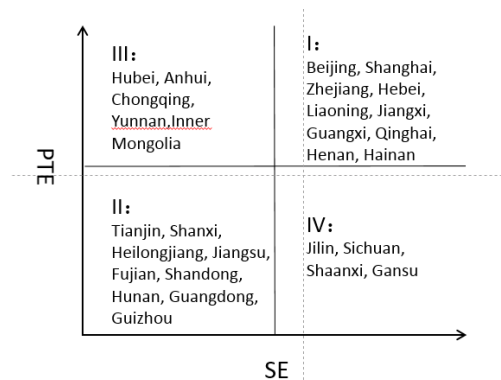 III：
Hubei, Anhui,
Chongqing,
Yunnan,Inner
Mongolia
I：
Beijing, Shanghai,
Zhejiang, Hebei,
Liaoning, Jiangxi,
Guangxi, Qinghai,
Henan, Hainan
PTE
II：
Tianjin, Shanxi,
Heilongjiang, Jiangsu,
Fujian, Shandong,
Hunan, Guangdong,
Guizhou
IV：
Jilin, Sichuan,
Shaanxi, Gansu
SE